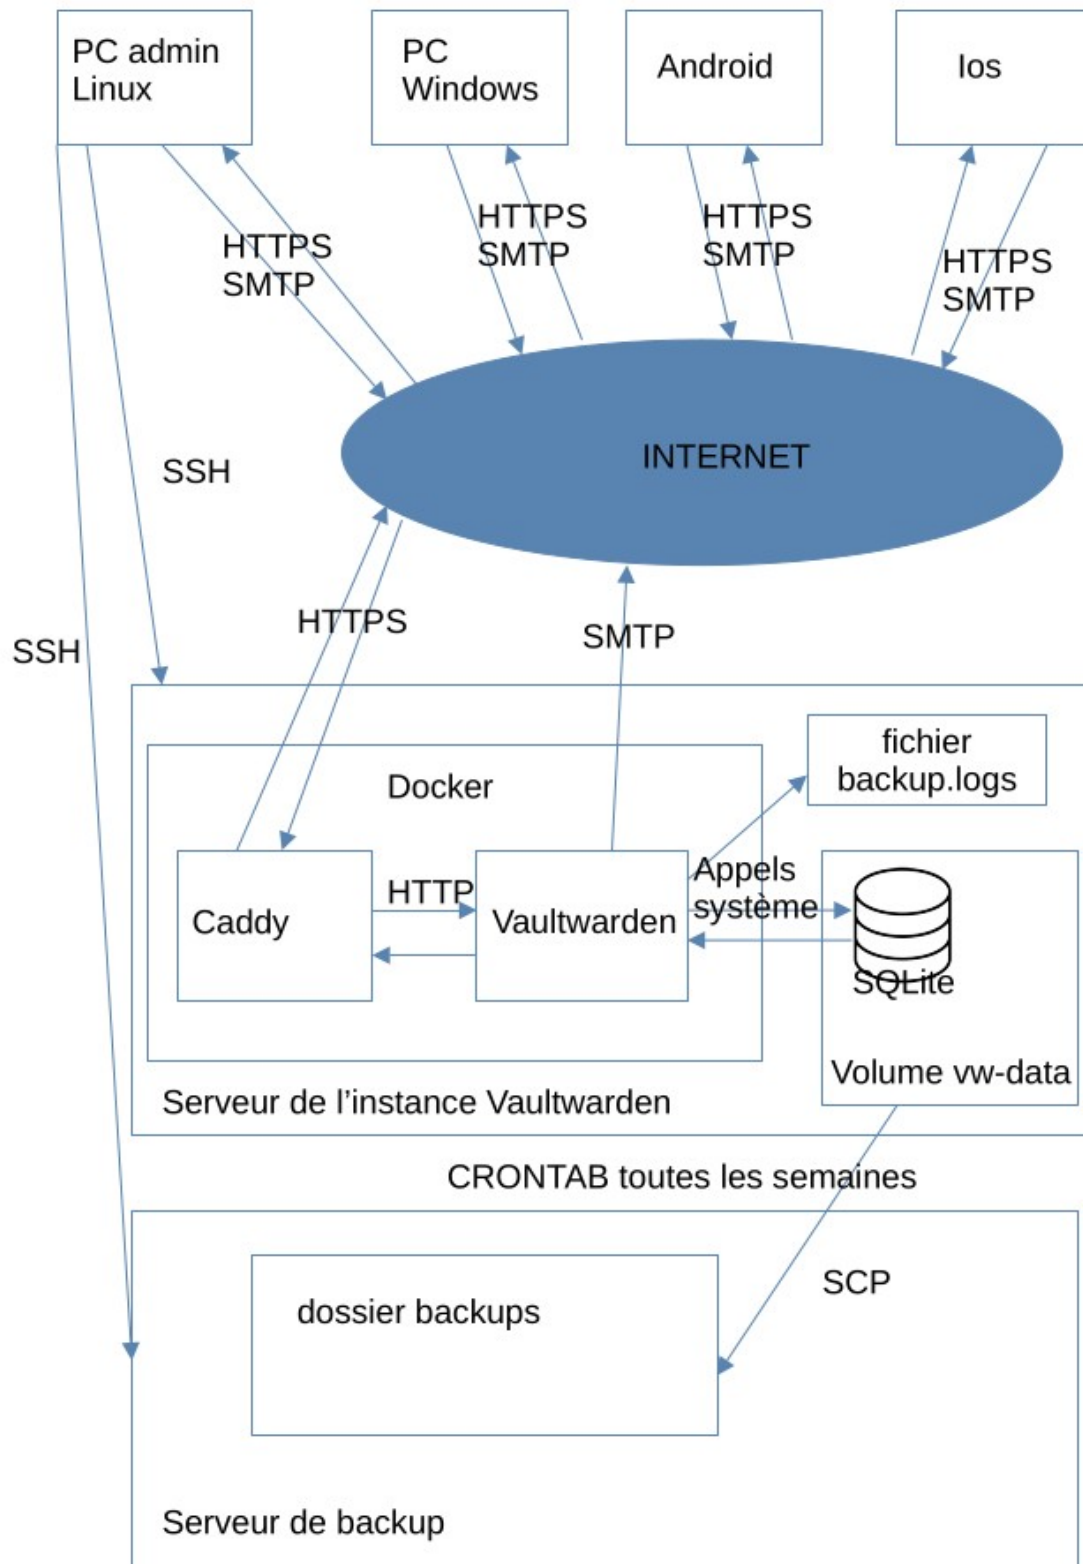 PC admin
Linux
PC
Windows
Android
Ios
HTTPS
SMTP
HTTPS
SMTP
HTTPS
SMTP
HTTPS
SMTP
INTERNET
SSH
SSH
HTTPS
SMTP
fichier
backup.logs
Docker
Caddy
HTTP
Vaultwarden
Appels
système
SQLite
Volume vw-data
Serveur de l’instance Vaultwarden
CRONTAB toutes les semaines
SCP
dossier backups
Serveur de backup